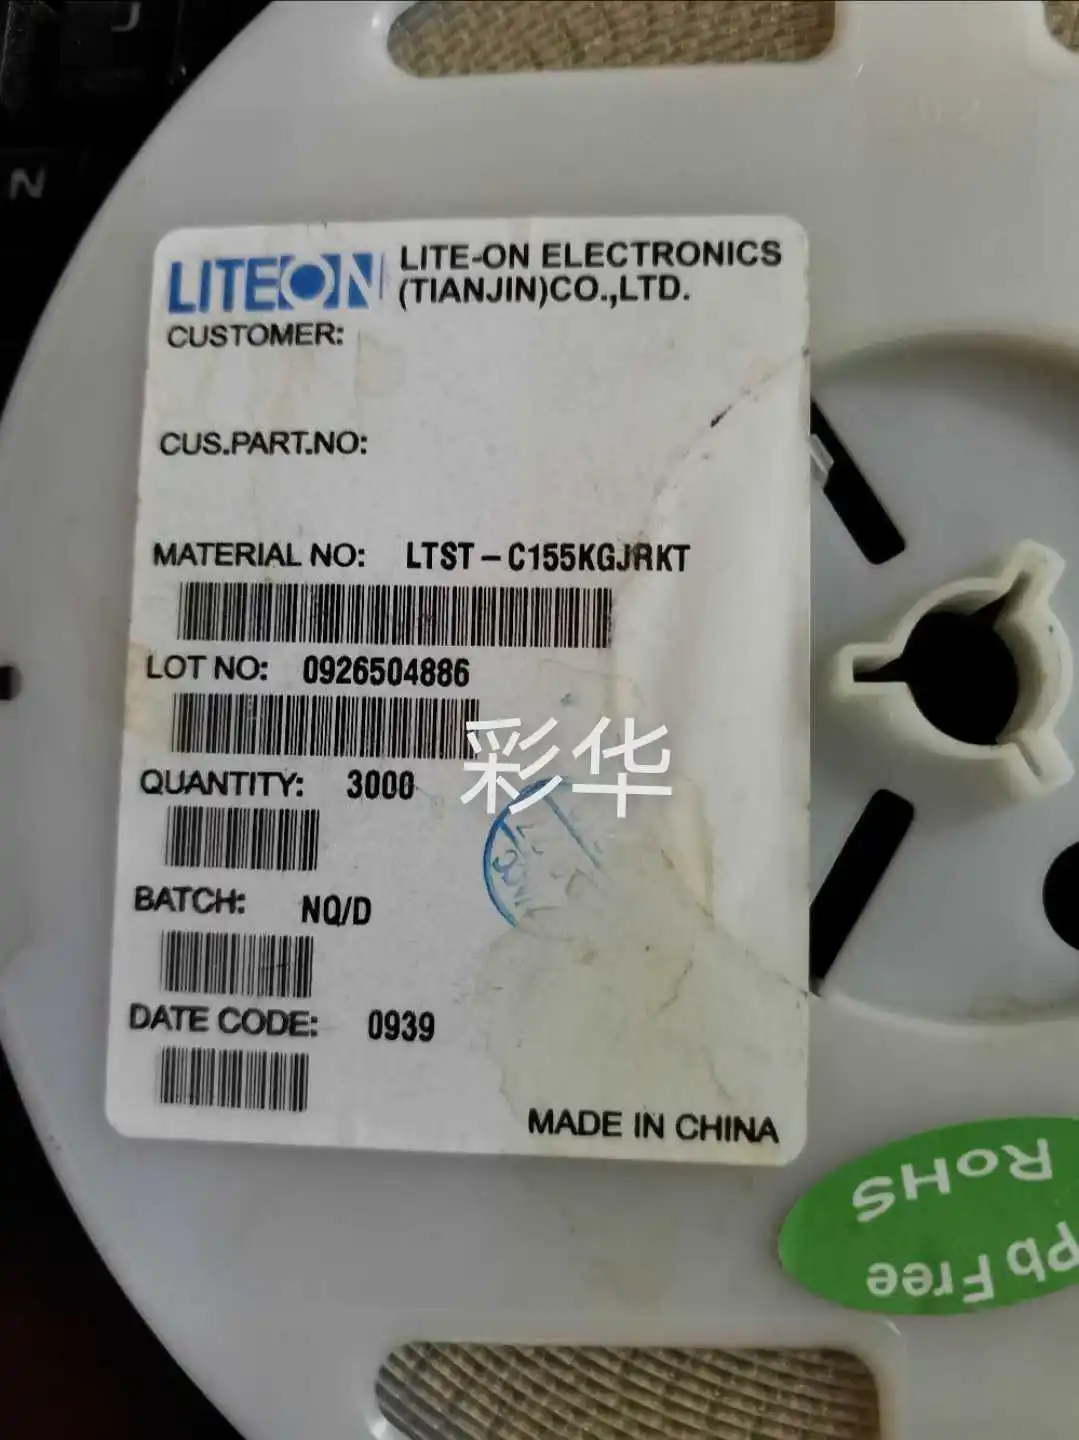 LITEON
LITE-ON ELECTRONICS
(TIANJIN)CO.,LTD.
CUSTOMER:
CUS.PART.NO:
MATERIAL NO: LTST-C155KGJRKT
LOT NO: 0926504886
彩华
QUANTITY: 3000
BATCH: NQ/D
DATE CODE: 0939
MADE IN CHINA
RoHS
Pb Free
N
J